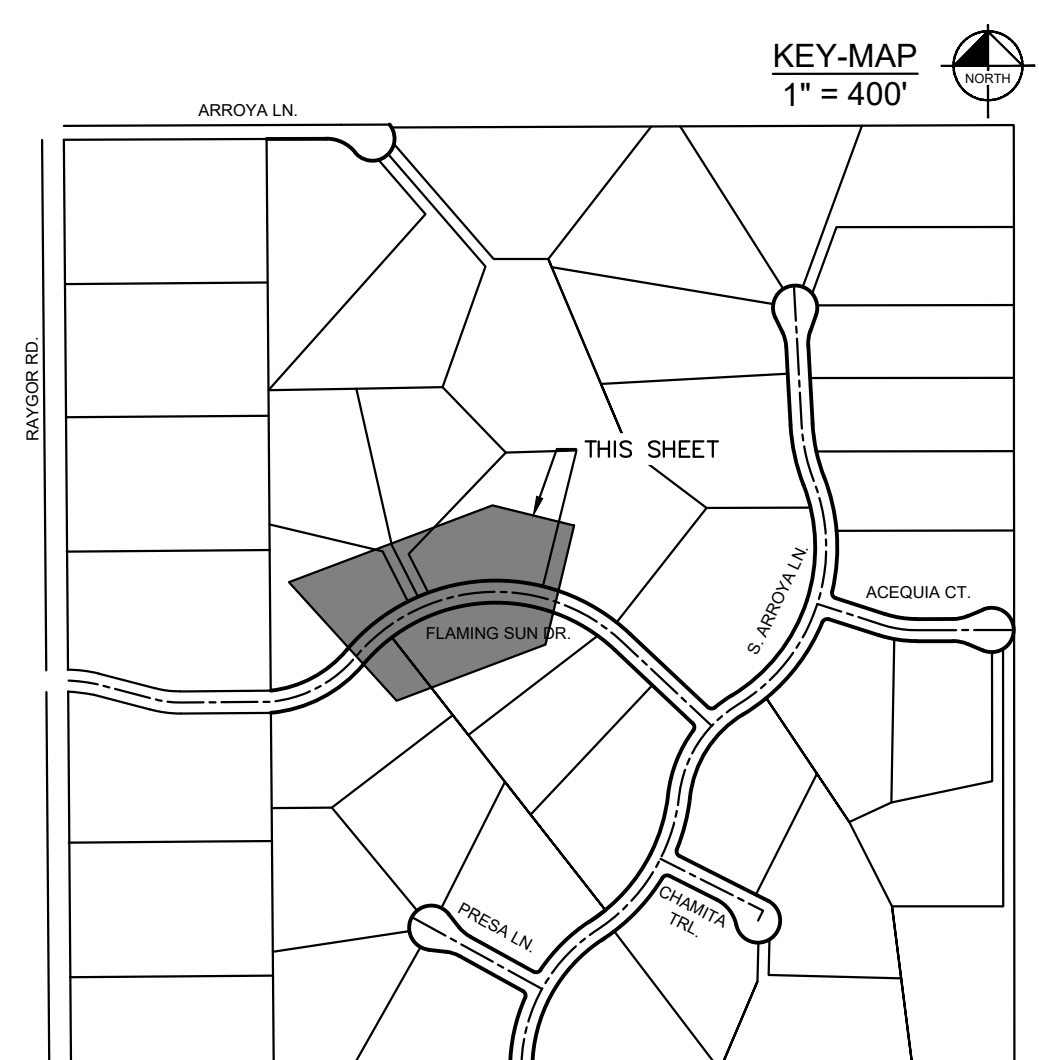 KEY-MAP
1" = 400'
NORTH
ARROYA LN.
RAYGOR RD.
THIS SHEET
S. ARROYA LN.
ACEQUIA CT.
FLAMING SUN DR.
CHAMITA
TRL.
PRESA LN.